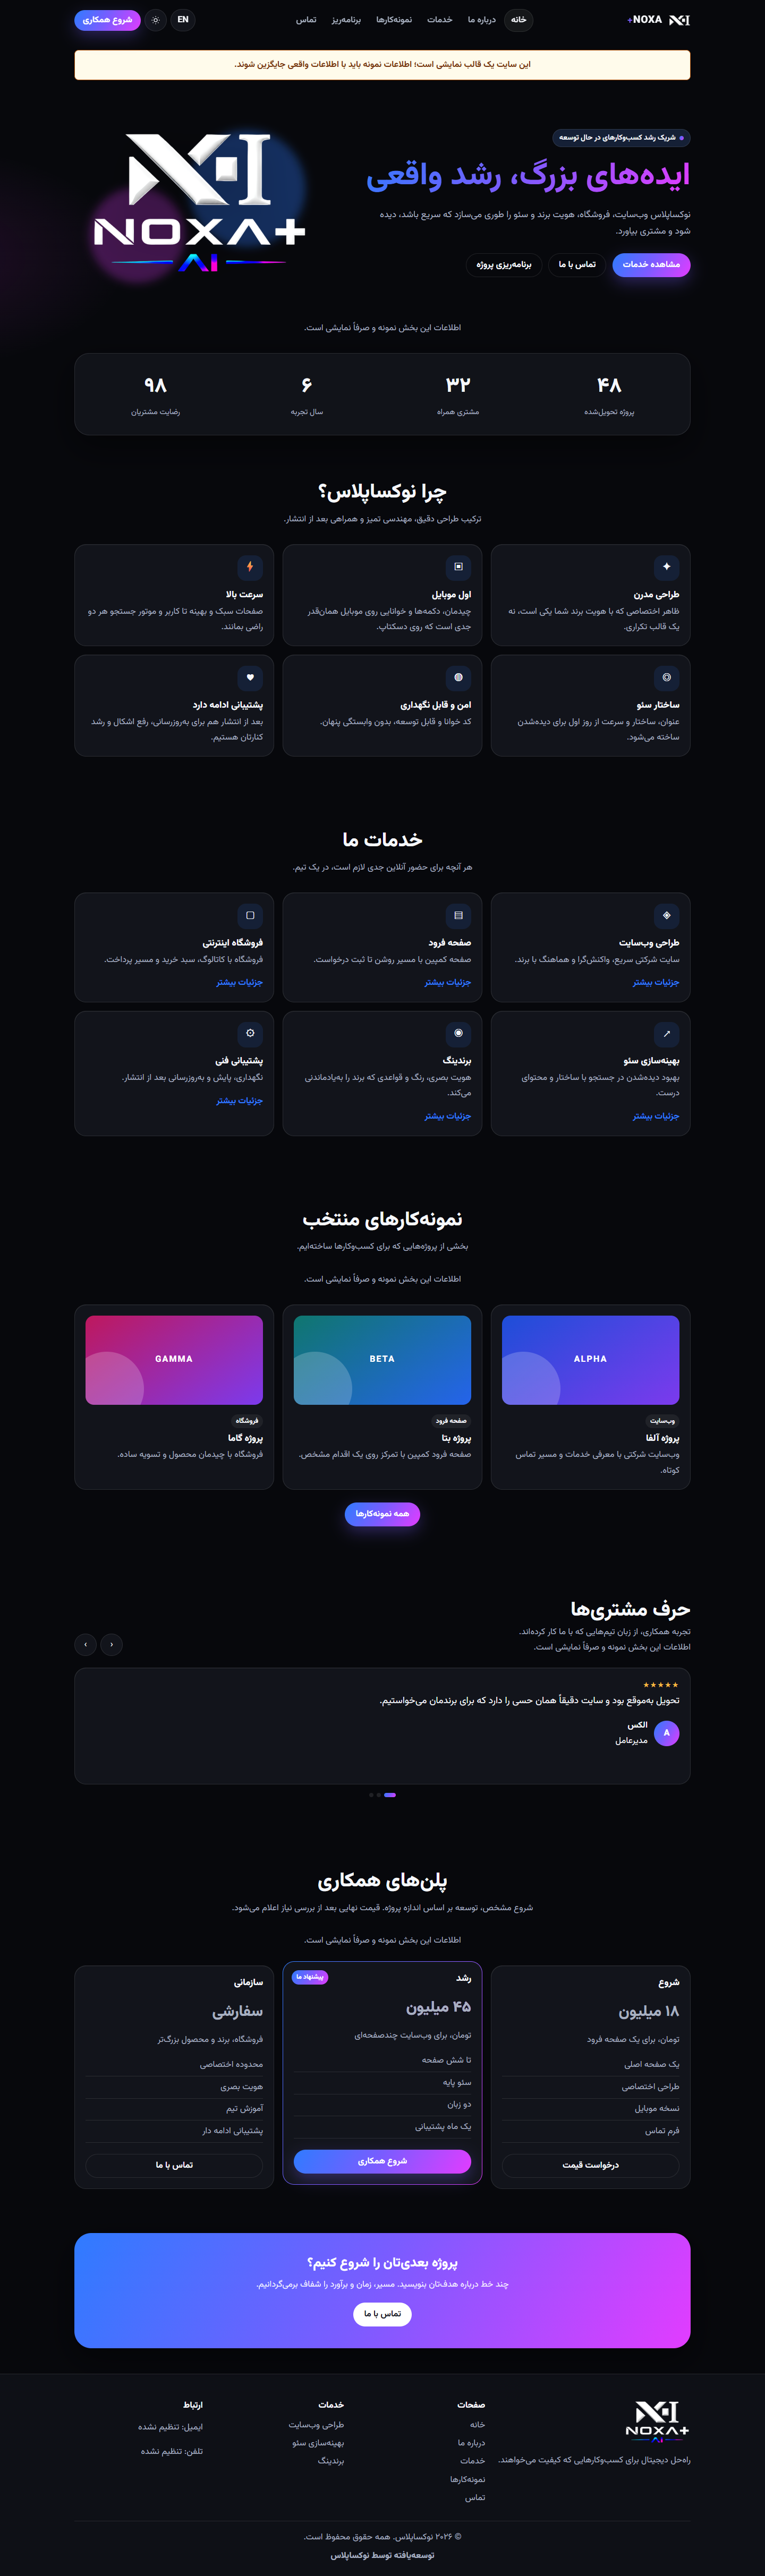 NOXA+
خانه
درباره ما
خدمات
نمونه‌کارها
برنامه‌ریز
تماس
EN
شروع همکاری
این سایت یک قالب نمایشی است؛ اطلاعات نمونه باید با اطلاعات واقعی جایگزین شوند.
شریک رشد کسب‌وکارهای در حال توسعه
ایده‌های بزرگ، رشد واقعی
نوکساپلاس وب‌سایت، فروشگاه، هویت برند و سئو را طوری می‌سازد که سریع باشد، دیده
شود و مشتری بیاورد.
مشاهده خدمات
تماس با ما
برنامه‌ریزی پروژه
NOXA+
AI
اطلاعات این بخش نمونه و صرفاً نمایشی است.
۴۸
پروژه تحویل‌شده
۳۲
مشتری همراه
۶
سال تجربه
۹۸
رضایت مشتریان
چرا نوکساپلاس؟
ترکیب طراحی دقیق، مهندسی تمیز و همراهی بعد از انتشار.
طراحی مدرن
ظاهر اختصاصی که با هویت برند شما یکی است، نه
یک قالب تکراری.
اول موبایل
چیدمان، دکمه‌ها و خوانایی روی موبایل همان‌قدر
جدی است که روی دسکتاپ.
سرعت بالا
صفحات سبک و بهینه تا کاربر و موتور جستجو هر دو
راضی بمانند.
ساختار سئو
عنوان، ساختار و سرعت از روز اول برای دیده‌شدن
ساخته می‌شود.
امن و قابل نگهداری
کد خوانا و قابل توسعه، بدون وابستگی پنهان.
پشتیبانی ادامه دارد
بعد از انتشار هم برای به‌روزرسانی، رفع اشکال و رشد
کنارتان هستیم.
خدمات ما
هر آنچه برای حضور آنلاین جدی لازم است، در یک تیم.
طراحی وب‌سایت
سایت شرکتی سریع، واکنش‌گرا و هماهنگ با برند.
جزئیات بیشتر
صفحه فرود
صفحه کمپین با مسیر روشن تا ثبت درخواست.
جزئیات بیشتر
فروشگاه اینترنتی
فروشگاه با کاتالوگ، سبد خرید و مسیر پرداخت.
جزئیات بیشتر
بهینه‌سازی سئو
بهبود دیده‌شدن در جستجو با ساختار و محتوای
درست.
جزئیات بیشتر
برندینگ
هویت بصری، رنگ و قواعدی که برند را به‌یادماندنی
می‌کند.
جزئیات بیشتر
پشتیبانی فنی
نگهداری، پایش و به‌روزرسانی بعد از انتشار.
جزئیات بیشتر
نمونه‌کارهای منتخب
بخشی از پروژه‌هایی که برای کسب‌وکارها ساخته‌ایم.
اطلاعات این بخش نمونه و صرفاً نمایشی است.
ALPHA
وب‌سایت
پروژه آلفا
وب‌سایت شرکتی با معرفی خدمات و مسیر تماس
کوتاه.
BETA
صفحه فرود
پروژه بتا
صفحه فرود کمپین با تمرکز روی یک اقدام مشخص.
GAMMA
فروشگاه
پروژه گاما
فروشگاه با چیدمان محصول و تسویه ساده.
همه نمونه‌کارها
حرف مشتری‌ها
تجربه همکاری، از زبان تیم‌هایی که با ما کار کرده‌اند.
اطلاعات این بخش نمونه و صرفاً نمایشی است.
★★★★★
تحویل به‌موقع بود و سایت دقیقاً همان حسی را دارد که برای برندمان می‌خواستیم.
A
الکس
مدیرعامل
پلن‌های همکاری
شروع مشخص، توسعه بر اساس اندازه پروژه. قیمت نهایی بعد از بررسی نیاز اعلام می‌شود.
اطلاعات این بخش نمونه و صرفاً نمایشی است.
شروع
۱۸ میلیون
تومان، برای یک صفحه فرود
یک صفحه اصلی
طراحی اختصاصی
نسخه موبایل
فرم تماس
درخواست قیمت
رشد
پیشنهاد ما
۴۵ میلیون
تومان، برای وب‌سایت چندصفحه‌ای
تا شش صفحه
سئو پایه
دو زبان
یک ماه پشتیبانی
شروع همکاری
سازمانی
سفارشی
فروشگاه، برند و محصول بزرگ‌تر
محدوده اختصاصی
هویت بصری
آموزش تیم
پشتیبانی ادامه دار
تماس با ما
پروژه بعدی‌تان را شروع کنیم؟
چند خط درباره هدف‌تان بنویسید. مسیر، زمان و برآورد را شفاف برمی‌گردانیم.
تماس با ما
NOXA+
AI
راه‌حل دیجیتال برای کسب‌وکارهایی که کیفیت می‌خواهند.
صفحات
خانه
درباره ما
خدمات
نمونه‌کارها
تماس
خدمات
طراحی وب‌سایت
بهینه‌سازی سئو
برندینگ
ارتباط
ایمیل: تنظیم نشده
تلفن: تنظیم نشده
© ۲۰۲۶ نوکساپلاس. همه حقوق محفوظ است.
توسعه‌یافته توسط نوکساپلاس